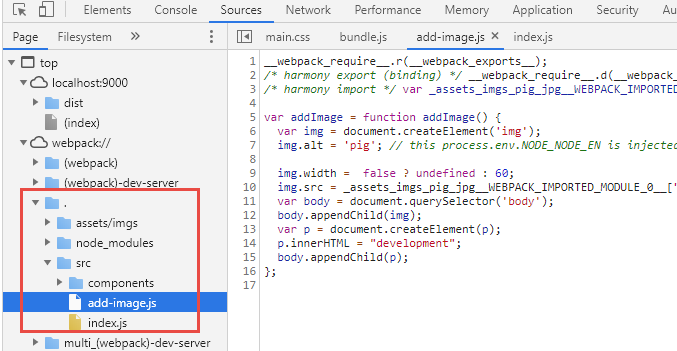 Elements Console Sources Network Performance Memory Application Security Au
Page Filesystem »
main.css bundle.js add-image.js × index.js
top
localhost:9000
dist
(index)
webpack://
(webpack)
(webpack)-dev-server
.
assets/imgs
node_modules
src
components
add-image.js
index.js
multi_(webpack)-dev-server
1 __webpack_require__.r(__webpack_exports__);
2 /* harmony export (binding) */ __webpack_require__.d(__webpack_
3 /* harmony import */ var _assets_imgs_pig_jpg__WEBPACK_IMPORTED
4
5 var addImage = function addImage() {
6 var img = document.createElement('img');
7 img.alt = 'pig'; // this process.env.NODE_NODE_EN is injected
8
9 img.width = false ? undefined : 60;
10 img.src = _assets_imgs_pig_jpg__WEBPACK_IMPORTED_MODULE_0__["
11 var body = document.querySelector('body');
12 body.appendChild(img);
13 var p = document.createElement(p);
14 p.innerHTML = "development";
15 body.appendChild(p);
16 };
17